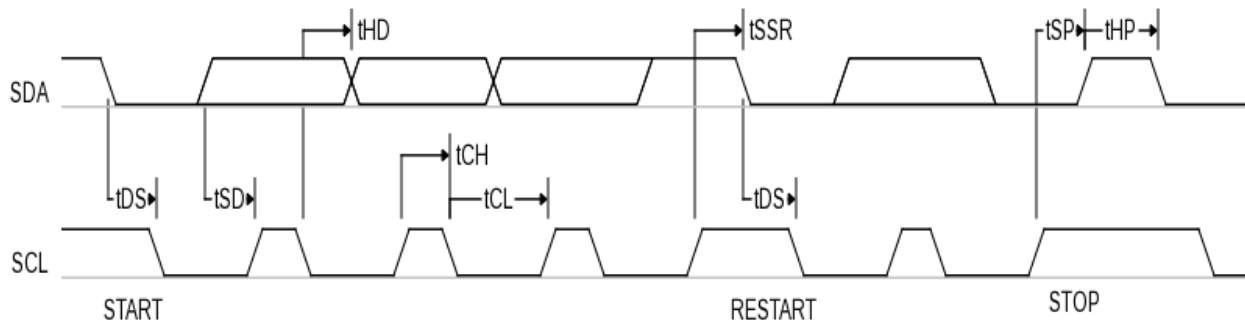 tHD
tSSR
tSP
tHP
SDA
tCH
tDS
tSD
tCL
tDS
SCL
START
RESTART
STOP